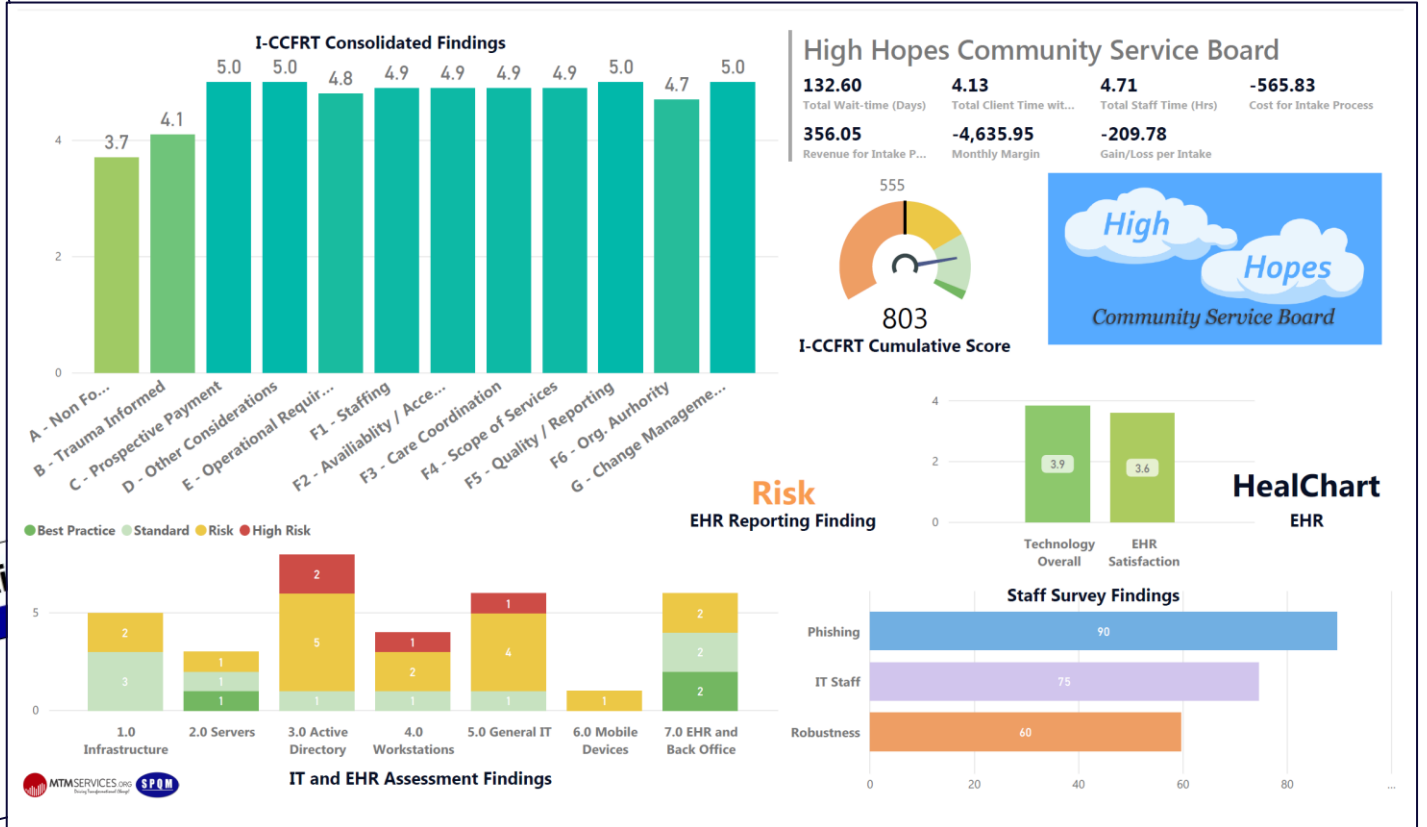 I-CCFRT Consolidated Findings
3.7
4.1
5.0
5.0
4.8
4.9
4.9
4.9
4.9
5.0
4.7
5.0
4
2
0
A - Non Fo...
B - Trauma Informed
C - Prospective Payment
D - Other Considerations
E - Operational Requir...
F1 - Staffing
F2 - Availiablity / Acce...
F3 - Care Coordination
F4 - Scope of Services
F5 - Quality / Reporting
F6 - Org. Aurhority
G - Change Manageme...
High Hopes Community Service Board
132.60 4.13 4.71 -565.83
Total Wait-time (Days) Total Client Time wit... Total Staff Time (Hrs) Cost for Intake Process
356.05 -4,635.95 -209.78
Revenue for Intake P... Monthly Margin Gain/Loss per Intake
555
803
I-CCFRT Cumulative Score
High
Hopes
Community Service Board
Risk
EHR Reporting Finding
4
2
0
3.9
3.6
Technology Overall
EHR Satisfaction
HealChart
EHR
Best Practice Standard Risk High Risk
5
0
2
3
1
1
1
2
5
1
1
2
1
4
1
1
2
2
2
1.0 Infrastructure
2.0 Servers
3.0 Active Directory
4.0 Workstations
5.0 General IT
6.0 Mobile Devices
7.0 EHR and Back Office
IT and EHR Assessment Findings
MTMSERVICES.ORG
Driving Transformational Change!
SPQM
Staff Survey Findings
Phishing 90
IT Staff 75
Robustness 60
0 20 40 60 80 ...